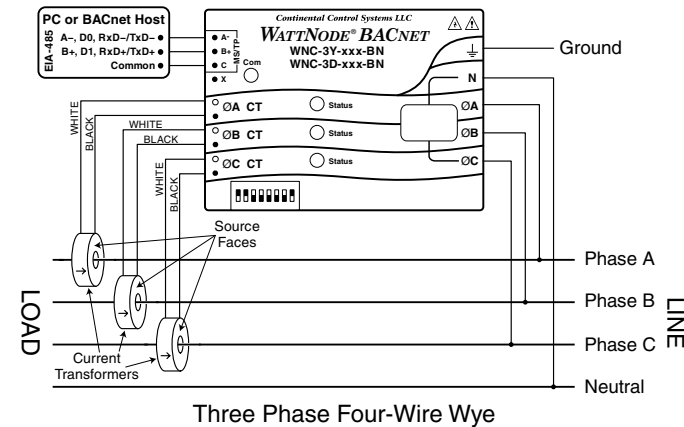 PC or BACnet Host
EIA-485
A–, D0, RxD–/TxD–
B+, D1, RxD+/TxD+
Common
Continental Control Systems LLC
WATTNODE® BACNET
WNC-3Y-xxx-BN
WNC-3D-xxx-BN
A-
B+
C
X
MS/TP
Com
Ground
N
ØA
ØB
ØC
ØA CT
Status
ØB CT
Status
ØC CT
Status
WHITE
BLACK
WHITE
BLACK
WHITE
BLACK
Source
Faces
Phase A
Phase B
Phase C
Neutral
LOAD
LINE
Current
Transformers
Three Phase Four-Wire Wye